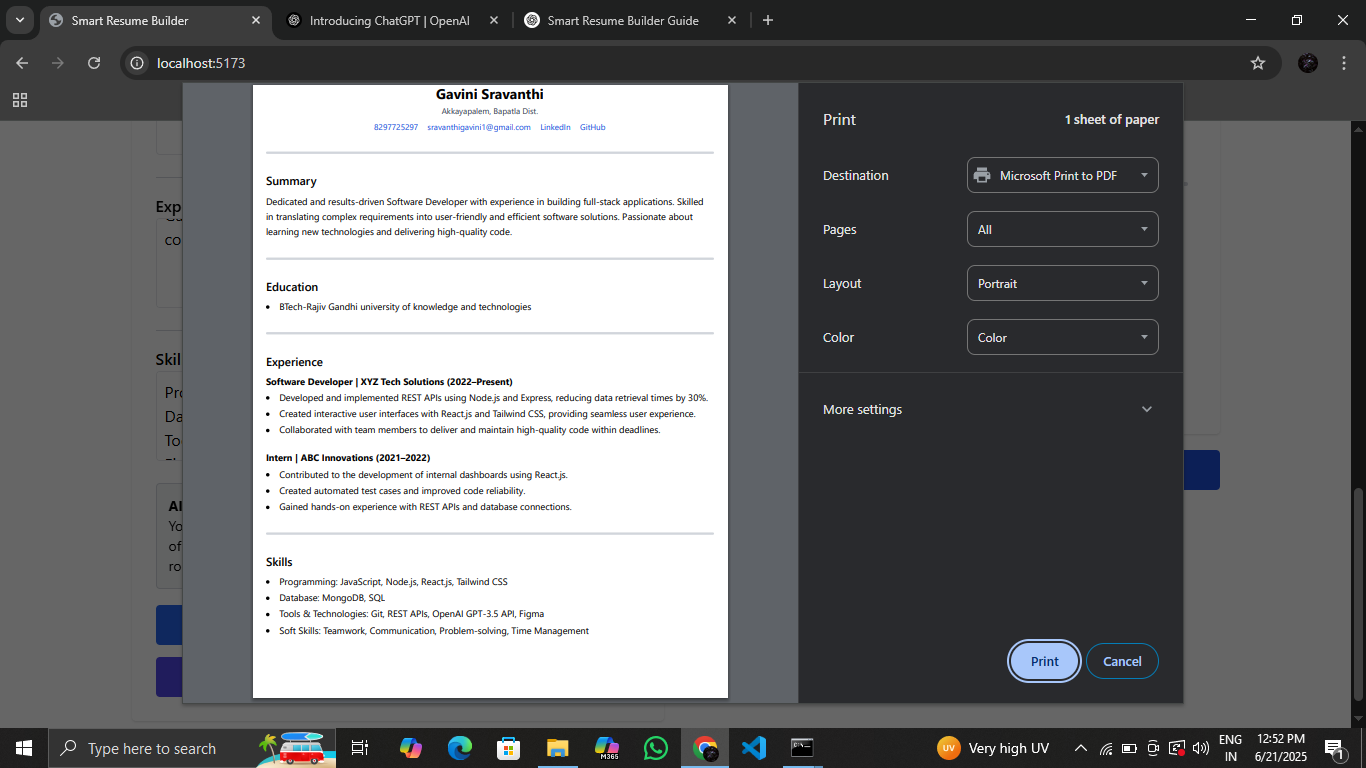 Smart Resume Builder
Introducing ChatGPT | OpenAI
Smart Resume Builder Guide
localhost:5173
Exp
co
Skil
Pro
Da
Too
AI
Yo
of
ro
Gavini Sravanthi
Akkayapalem, Bapatla Dist.
8297725297 sravanthigavini1@gmail.com LinkedIn GitHub
Summary
Dedicated and results-driven Software Developer with experience in building full-stack applications. Skilled
in translating complex requirements into user-friendly and efficient software solutions. Passionate about
learning new technologies and delivering high-quality code.
Education
• BTech-Rajiv Gandhi university of knowledge and technologies
Experience
Software Developer | XYZ Tech Solutions (2022–Present)
• Developed and implemented REST APIs using Node.js and Express, reducing data retrieval times by 30%.
• Created interactive user interfaces with React.js and Tailwind CSS, providing seamless user experience.
• Collaborated with team members to deliver and maintain high-quality code within deadlines.
Intern | ABC Innovations (2021–2022)
• Contributed to the development of internal dashboards using React.js.
• Created automated test cases and improved code reliability.
• Gained hands-on experience with REST APIs and database connections.
Skills
• Programming: JavaScript, Node.js, React.js, Tailwind CSS
• Database: MongoDB, SQL
• Tools & Technologies: Git, REST APIs, OpenAI GPT-3.5 API, Figma
• Soft Skills: Teamwork, Communication, Problem-solving, Time Management
Print
1 sheet of paper
Destination
Microsoft Print to PDF
Pages
All
Layout
Portrait
Color
Color
More settings
Print
Cancel
Type here to search
M365
UV
Very high UV
ENG
IN
12:52 PM
6/21/2025
1